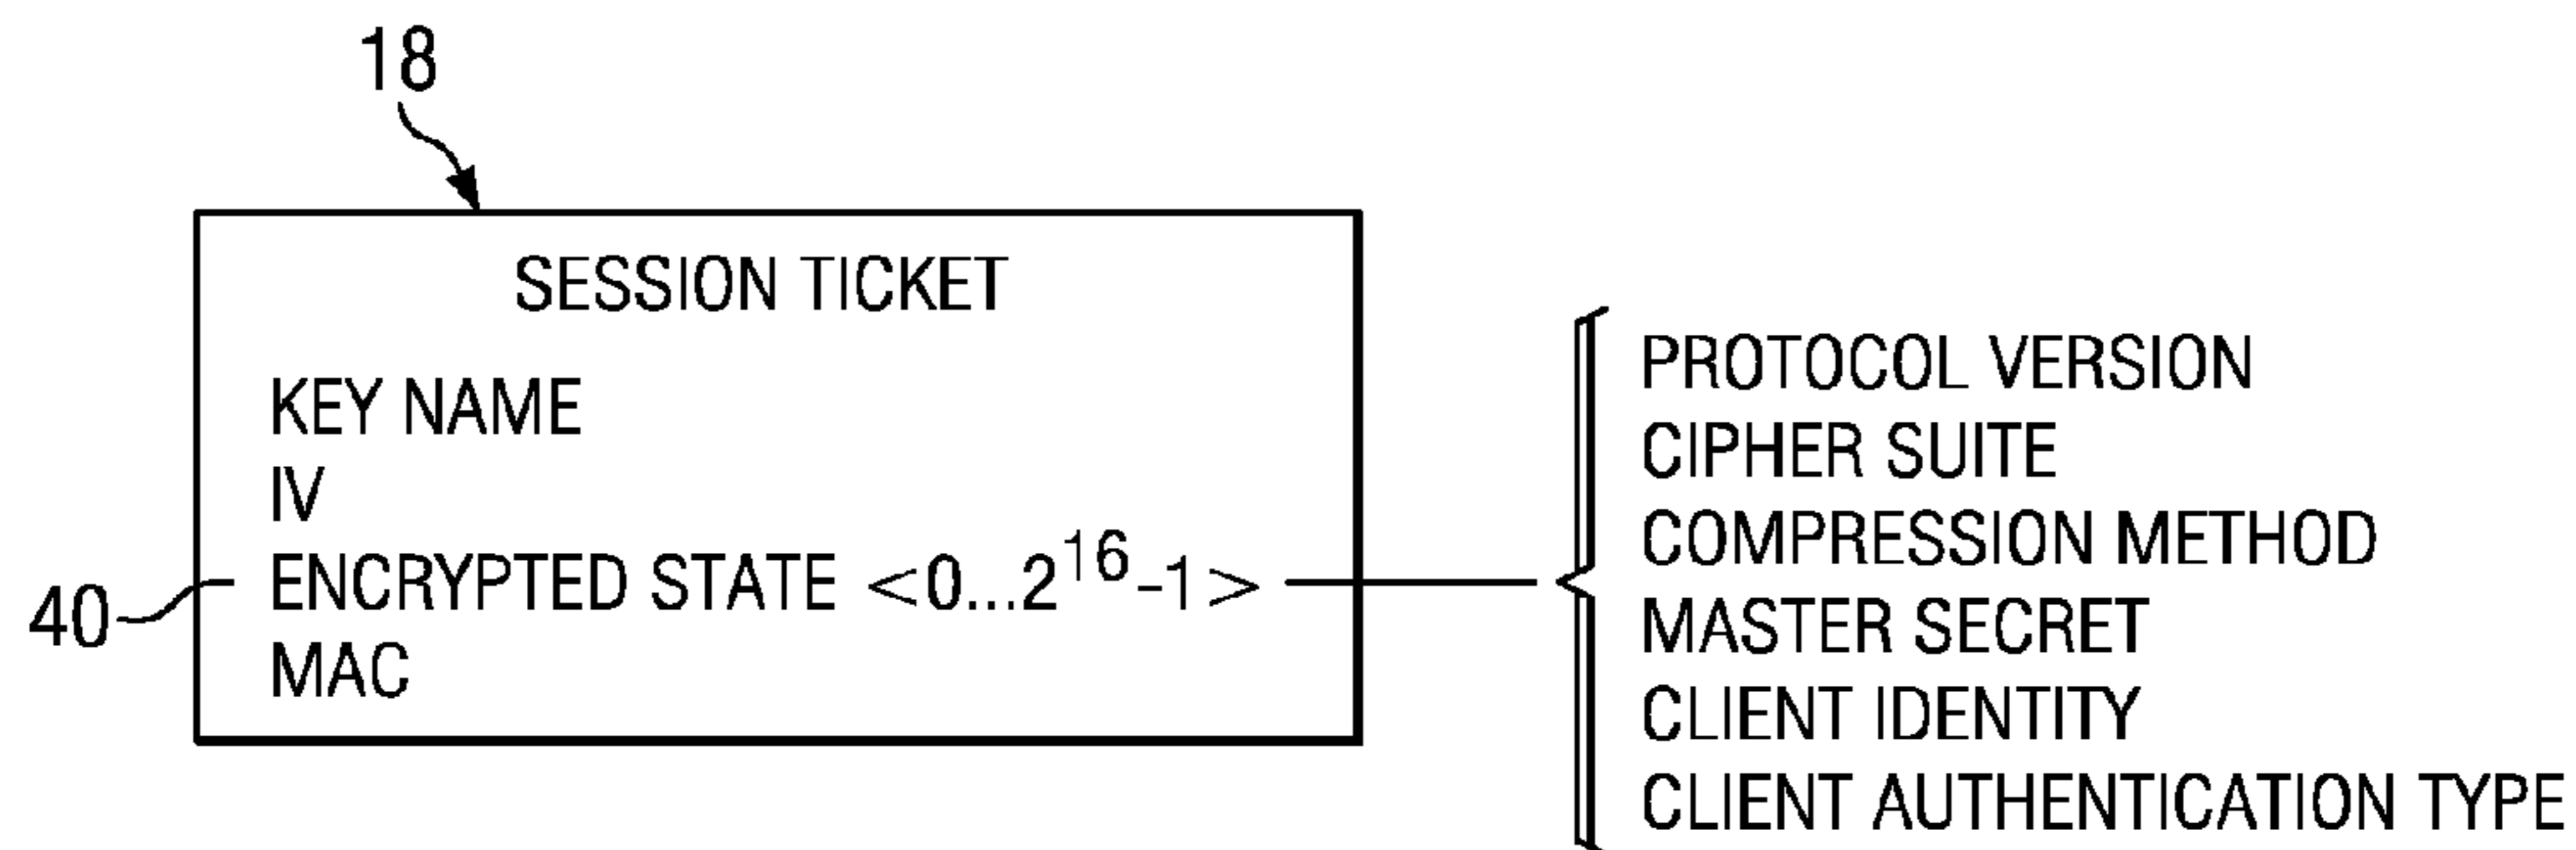 18
SESSION TICKET
KEY NAME
IV
40
ENCRYPTED STATE <0...2^16-1>
MAC
PROTOCOL VERSION
CIPHER SUITE
COMPRESSION METHOD
MASTER SECRET
CLIENT IDENTITY
CLIENT AUTHENTICATION TYPE